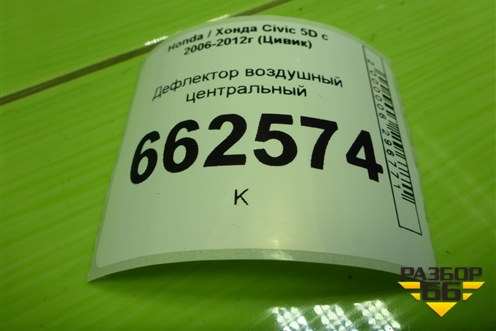 Honda / Хонда Civic 5D с
2006-2012г (Цивик)
Дефлектор воздушный
центральный
662574
К
РАЗБОР
66